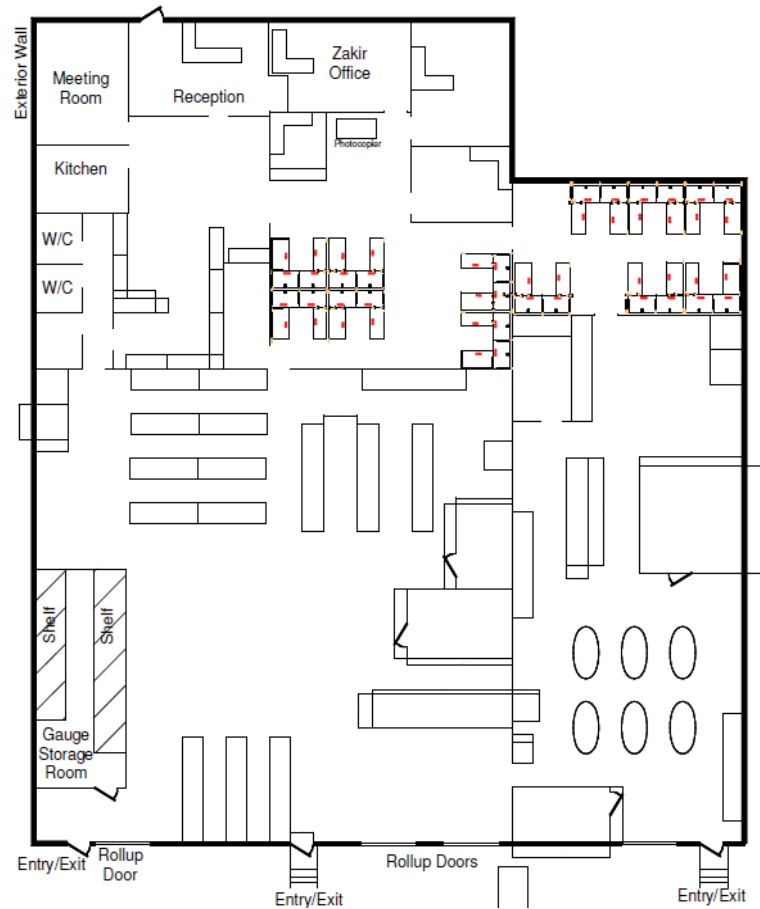 Exterior Wall
Meeting
Room
Reception
Zakir
Office
Photocopier
Kitchen
W/C
W/C
Shelf
Shelf
Gauge
Storage
Room
Entry/Exit
Rollup
Door
Entry/Exit
Rollup Doors
Entry/Exit